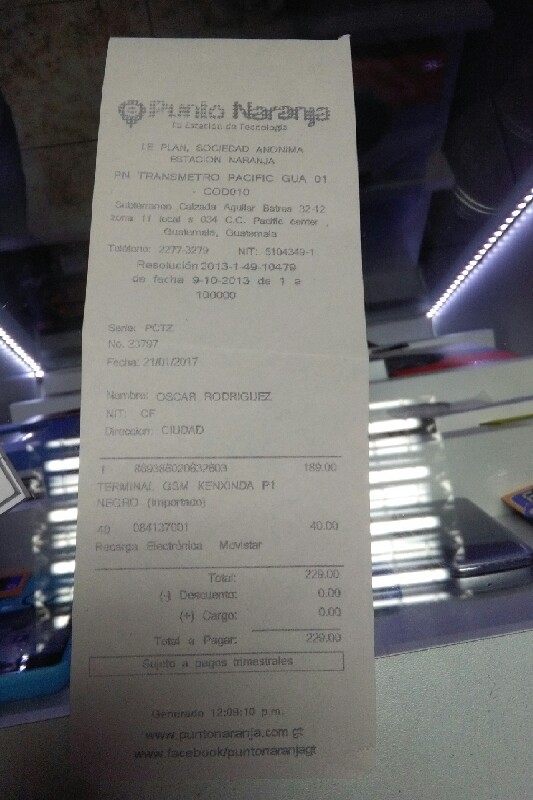 Punto Naranja
Tu Estación de Tecnología
LE PLAN, SOCIEDAD ANONIMA
ESTACION NARANJA
PN TRANSMETRO PACIFIC GUA 01
- COD010
Subterraneo Calzada Aguilar Batres 32-12
zona 11 local s 034 C.C. Pacific center ,
Guatemala, Guatemala
Teléfono: 2277-3279 NIT: 5104349-1
Resolución 2013-1-49-10479
de fecha 9-10-2013 de 1 a
100000
Serie: PCTZ
No. 23797
Fecha: 21/01/2017
Nombre: OSCAR RODRIGUEZ
NIT: CF
Direccion: CIUDAD
1 869388020632603 189.00
TERMINAL GSM KENXINDA P1
NEGRO (Importado)
40 084137001 40.00
Recarga Electrónica Movistar
Total: 229.00
(-) Descuento: 0.00
(+) Cargo: 0.00
Total a Pagar: 229.00
Sujeto a pagos trimestrales
Generado 12:09:10 p.m.
www.puntonaranja.com.gt
www.facebook/puntonaranjagt